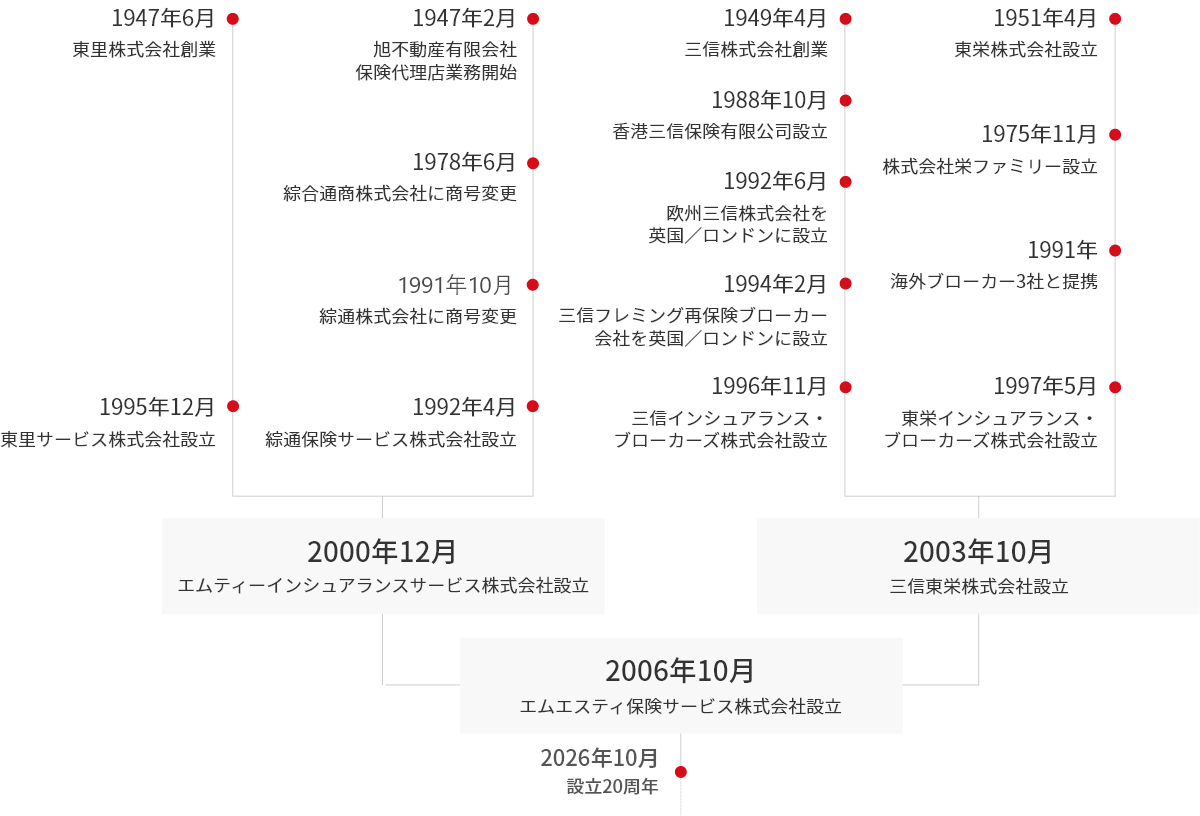 1947年6月
東里株式会社創業
1995年12月
東里サービス株式会社設立
1947年2月
旭不動産有限会社
保険代理店業務開始
1978年6月
綜合通商株式会社に商号変更
1991年10月
綜通株式会社に商号変更
1992年4月
綜通保険サービス株式会社設立
1949年4月
三信株式会社創業
1988年10月
香港三信保険有限公司設立
1992年6月
欧州三信株式会社を
英国／ロンドンに設立
1994年2月
三信フレミング再保険ブローカー
会社を英国／ロンドンに設立
1996年11月
三信インシュアランス・
ブローカーズ株式会社設立
1951年4月
東栄株式会社設立
1975年11月
株式会社栄ファミリー設立
1991年
海外ブローカー3社と提携
1997年5月
東栄インシュアランス・
ブローカーズ株式会社設立
2000年12月
エムティーインシュアランスサービス株式会社設立
2003年10月
三信東栄株式会社設立
2006年10月
エムエスティ保険サービス株式会社設立
2026年10月
設立20周年